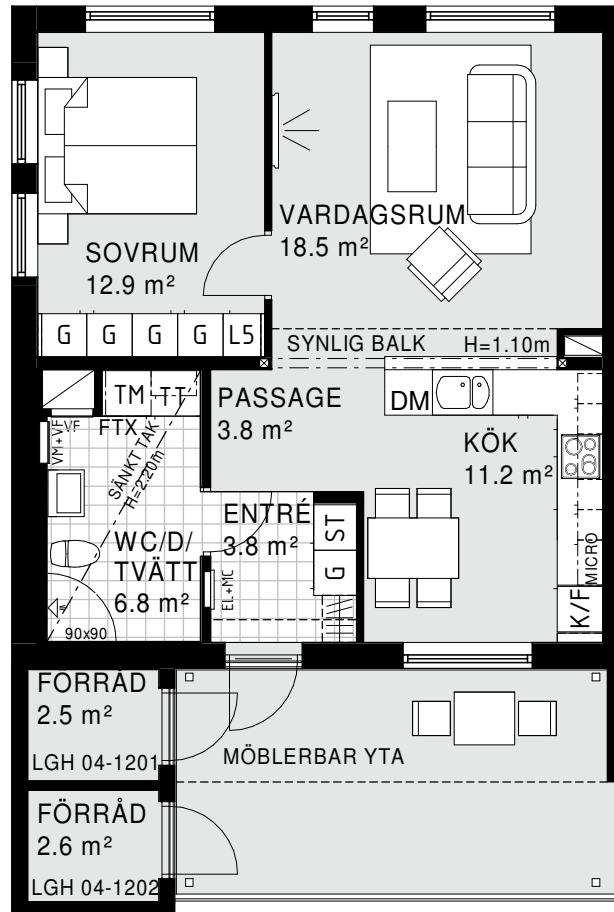 VARDAGSRUM
18.5 m²
SOVRUM
12.9 m²
G G G G L5
SYNLIG BALK H=1.10m
TM TT
FTX
VM+VF VF
SÄNKT TAK
H=2.20m
PASSAGE
3.8 m²
DM
KÖK
11.2 m²
MICRO
K/F
ENTRÉ
3.8 m²
ST
G
EL+MC
WC/D/
TVÄTT
6.8 m²
90x90
FÖRRÅD
2.5 m²
LGH 04-1201
MÖBLERBAR YTA
FÖRRÅD
2.6 m²
LGH 04-1202